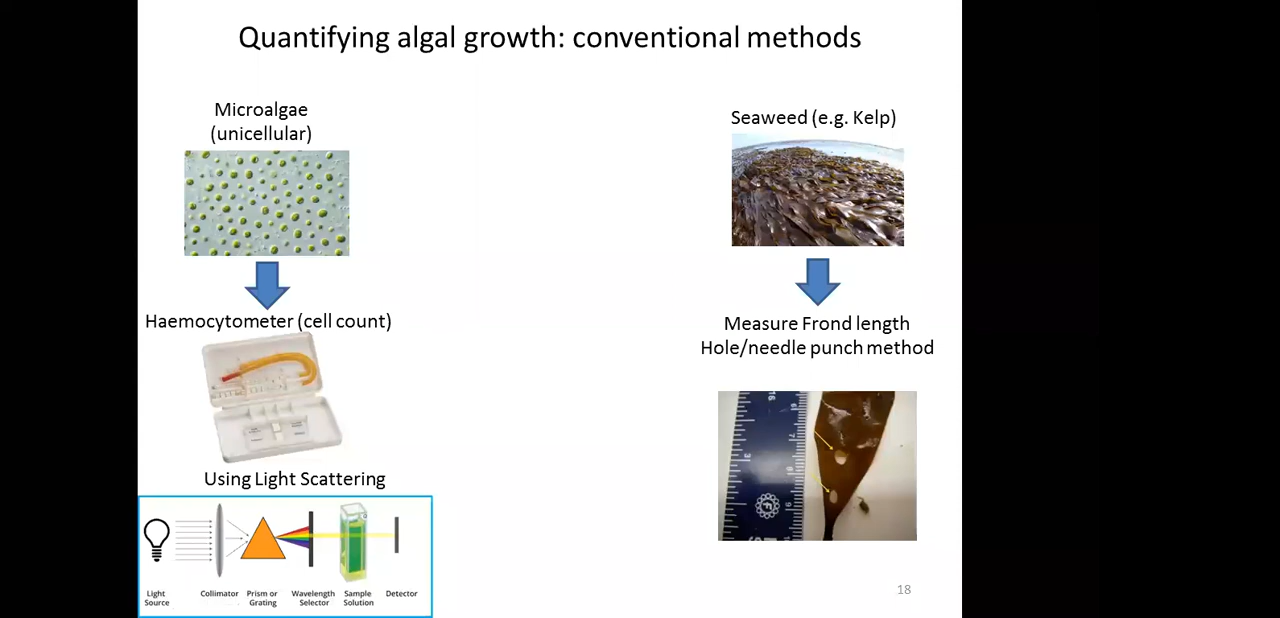 Quantifying algal growth: conventional methods
Microalgae
(unicellular)
Haemocytometer (cell count)
Using Light Scattering
Light
Source
Collimator
Prism or
Grating
Wavelength
Selector
Sample
Solution
Detector
Seaweed (e.g. Kelp)
Measure Frond length
Hole/needle punch method
18